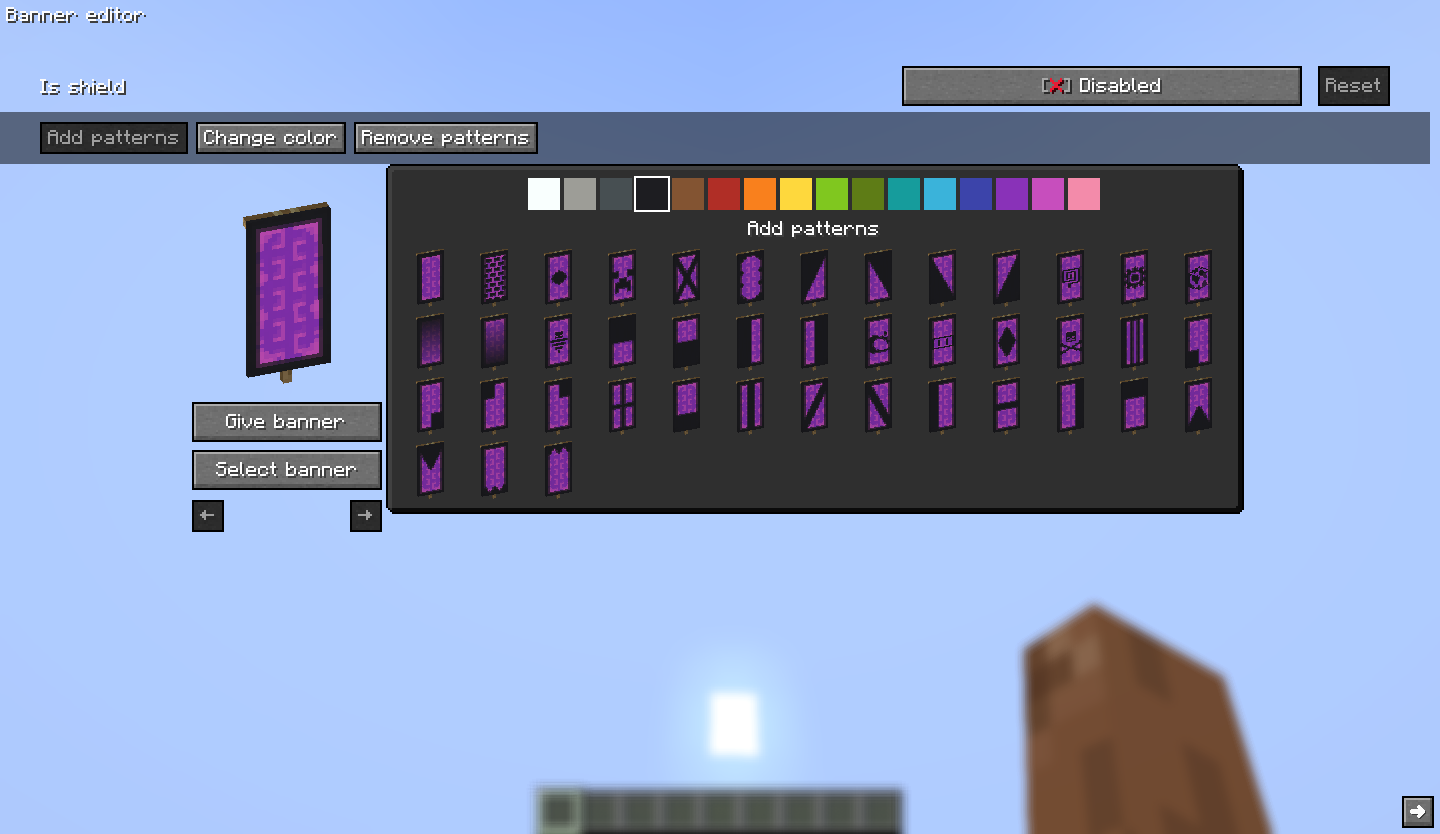 Banner editor
Is shield
[✗] Disabled
Reset
Add patterns
Change color
Remove patterns
Add patterns
Give banner
Select banner